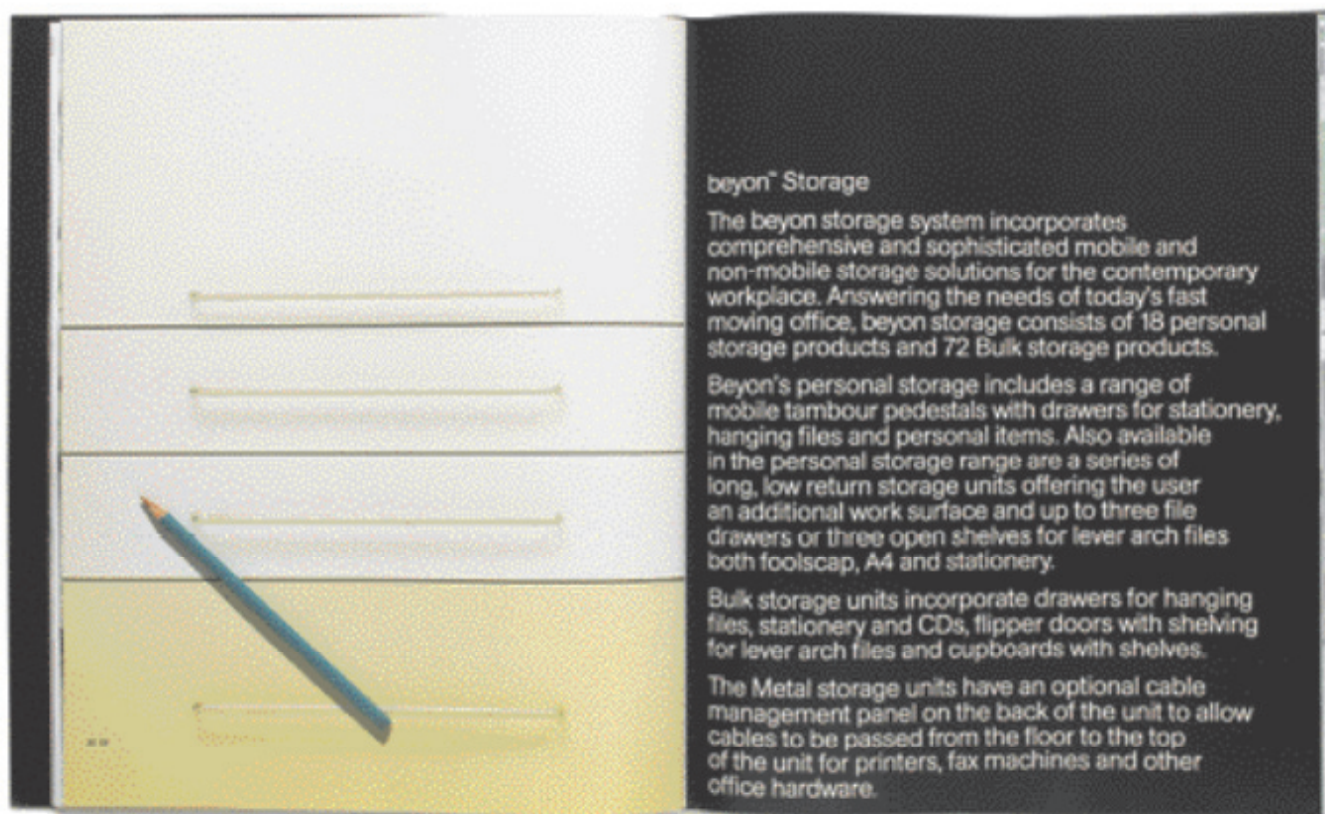 beyon™ Storage
The beyon storage system incorporates
comprehensive and sophisticated mobile and
non-mobile storage solutions for the contemporary
workplace. Answering the needs of today's fast
moving office, beyon storage consists of 18 personal
storage products and 72 Bulk storage products.
Beyon's personal storage includes a range of
mobile tambour pedestals with drawers for stationery,
hanging files and personal items. Also available
in the personal storage range are a series of
long, low return storage units offering the user
an additional work surface and up to three file
drawers or three open shelves for lever arch files
both foolscap, A4 and stationery.
Bulk storage units incorporate drawers for hanging
files, stationery and CDs, flipper doors with shelving
for lever arch files and cupboards with shelves.
The Metal storage units have an optional cable
management panel on the back of the unit to allow
cables to be passed from the floor to the top
of the unit for printers, fax machines and other
office hardware.